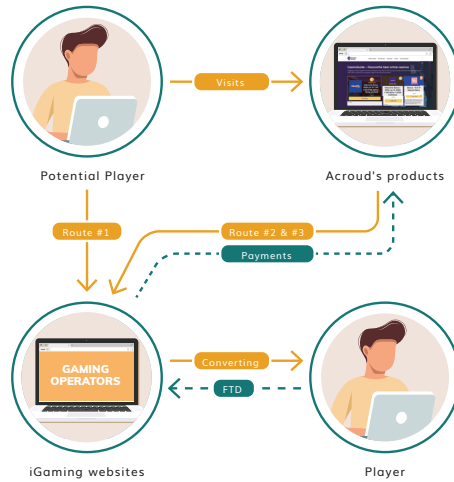 Visits
Potential Player
Acroud's products
Route #1
Route #2 & #3
Payments
GAMING
OPERATORS
Converting
FTD
iGaming websites
Player